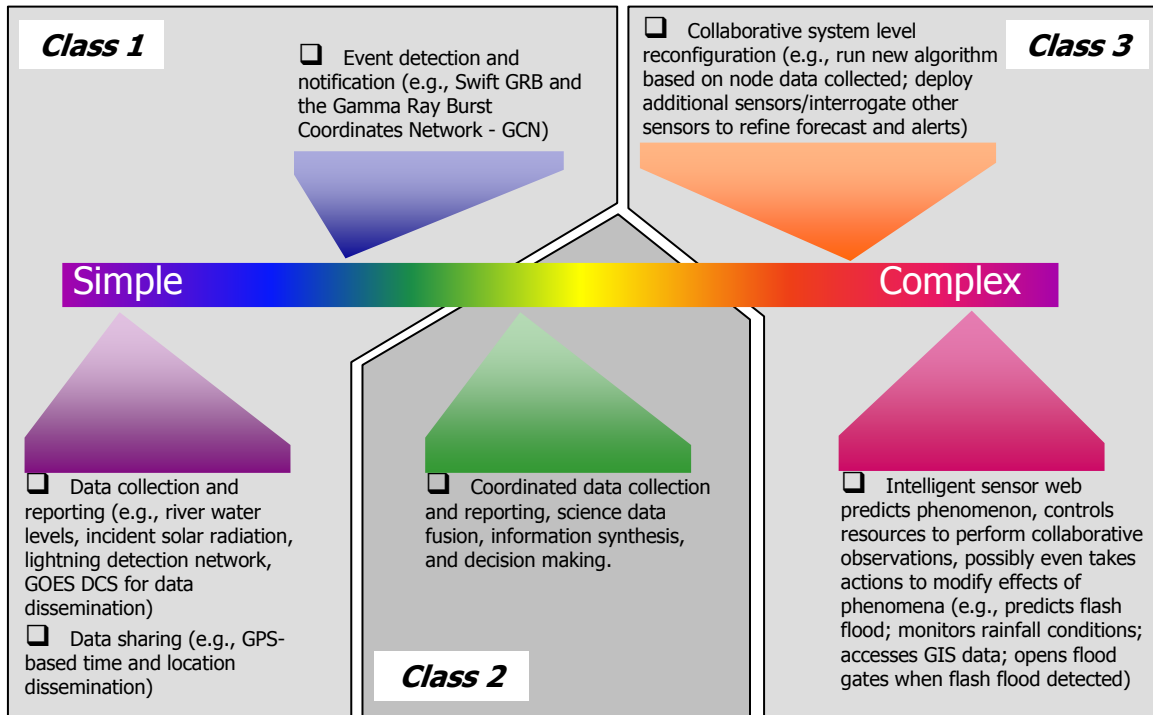 Class 1
❑ Event detection and
notification (e.g., Swift GRB and
the Gamma Ray Burst
Coordinates Network - GCN)
❑ Collaborative system level
reconfiguration (e.g., run new algorithm
based on node data collected; deploy
additional sensors/interrogate other
sensors to refine forecast and alerts)
Class 3
Simple
Complex
❑ Data collection and
reporting (e.g., river water
levels, incident solar radiation,
lightning detection network,
GOES DCS for data
dissemination)
❑ Data sharing (e.g., GPS-
based time and location
dissemination)
❑ Coordinated data collection
and reporting, science data
fusion, information synthesis,
and decision making.
Class 2
❑ Intelligent sensor web
predicts phenomenon, controls
resources to perform collaborative
observations, possibly even takes
actions to modify effects of
phenomena (e.g., predicts flash
flood; monitors rainfall conditions;
accesses GIS data; opens flood
gates when flash flood detected)